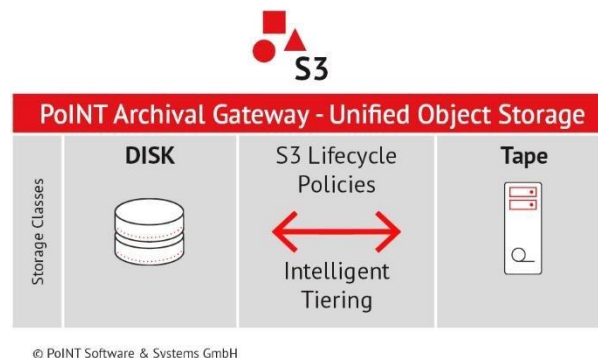 S3
PoINT Archival Gateway - Unified Object Storage
Storage Classes
DISK
S3 Lifecycle
Policies
Intelligent
Tiering
Tape
© PoINT Software & Systems GmbH